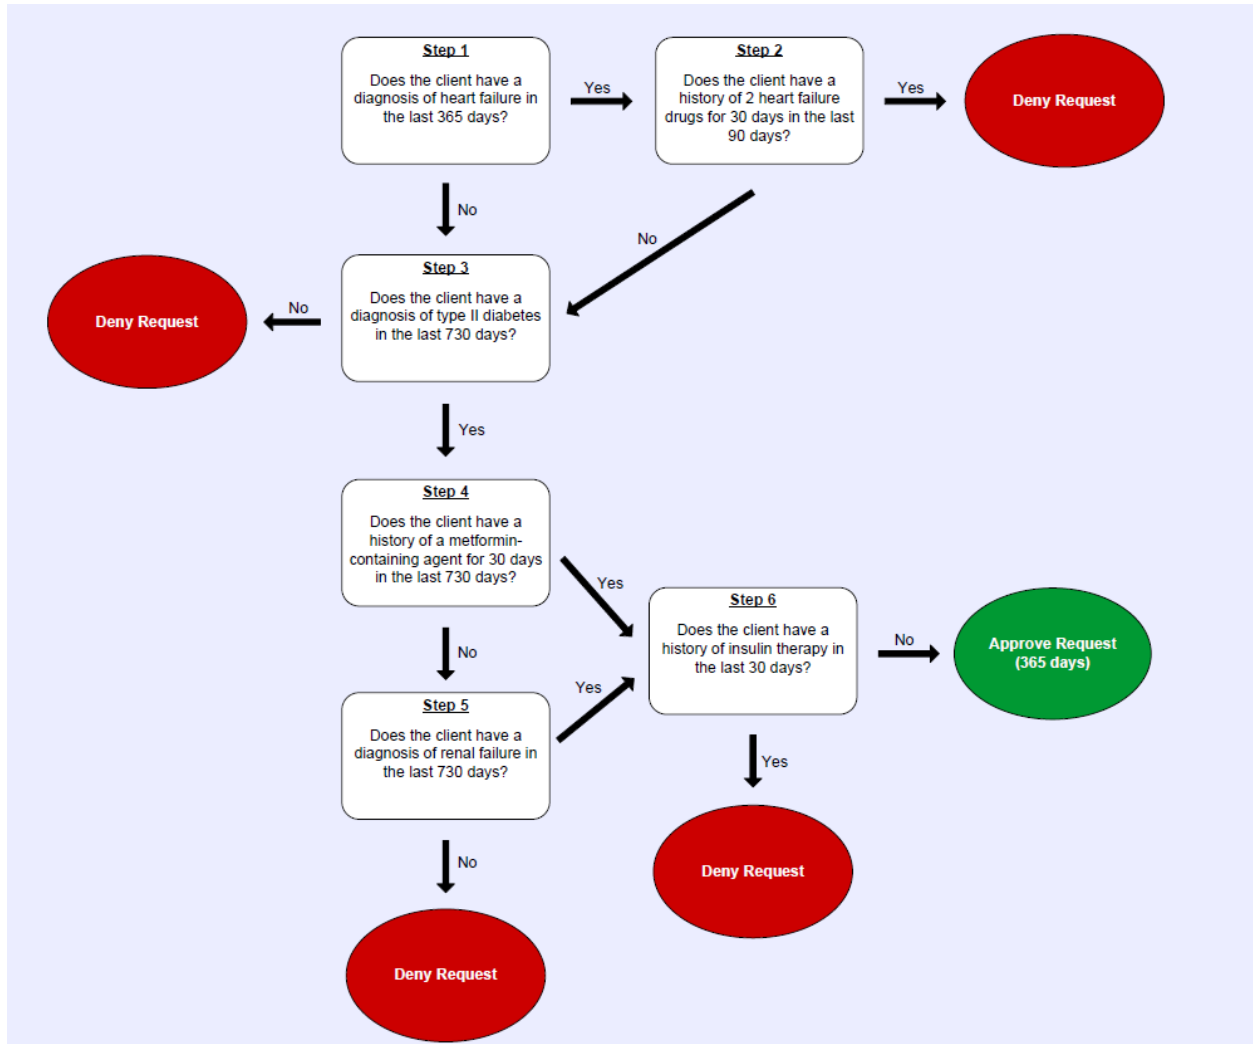 Step 1
Does the client have a
diagnosis of heart failure in
the last 365 days?
Yes
Step 2
Does the client have a
history of 2 heart failure
drugs for 30 days in the last
90 days?
Yes
Deny Request
No
No
Step 3
Does the client have a
diagnosis of type II diabetes
in the last 730 days?
No
Deny Request
Yes
Step 4
Does the client have a
history of a metformin-
containing agent for 30 days
in the last 730 days?
Yes
No
Step 5
Does the client have a
diagnosis of renal failure in
the last 730 days?
Yes
No
Deny Request
Step 6
Does the client have a
history of insulin therapy in
the last 30 days?
No
Approve Request
(365 days)
Yes
Deny Request